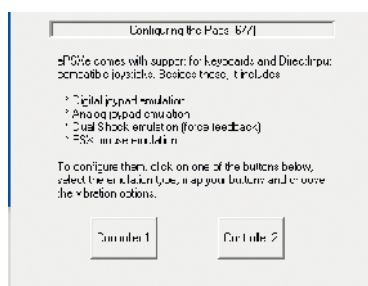 Configuring the Pads (6/7)
ePSXe comes with support for Keyboards and DirectInput
compatible joysticks. Besides these, it includes
* Digital joypad emulation
* Analog joypad emulation
* Dual Shock emulation (force feedback)
* PSX mouse emulation
To configure them, click on one of the buttons below,
select the emulation type, map your buttons and choose
the vibration options.
Controller 1
Controller 2